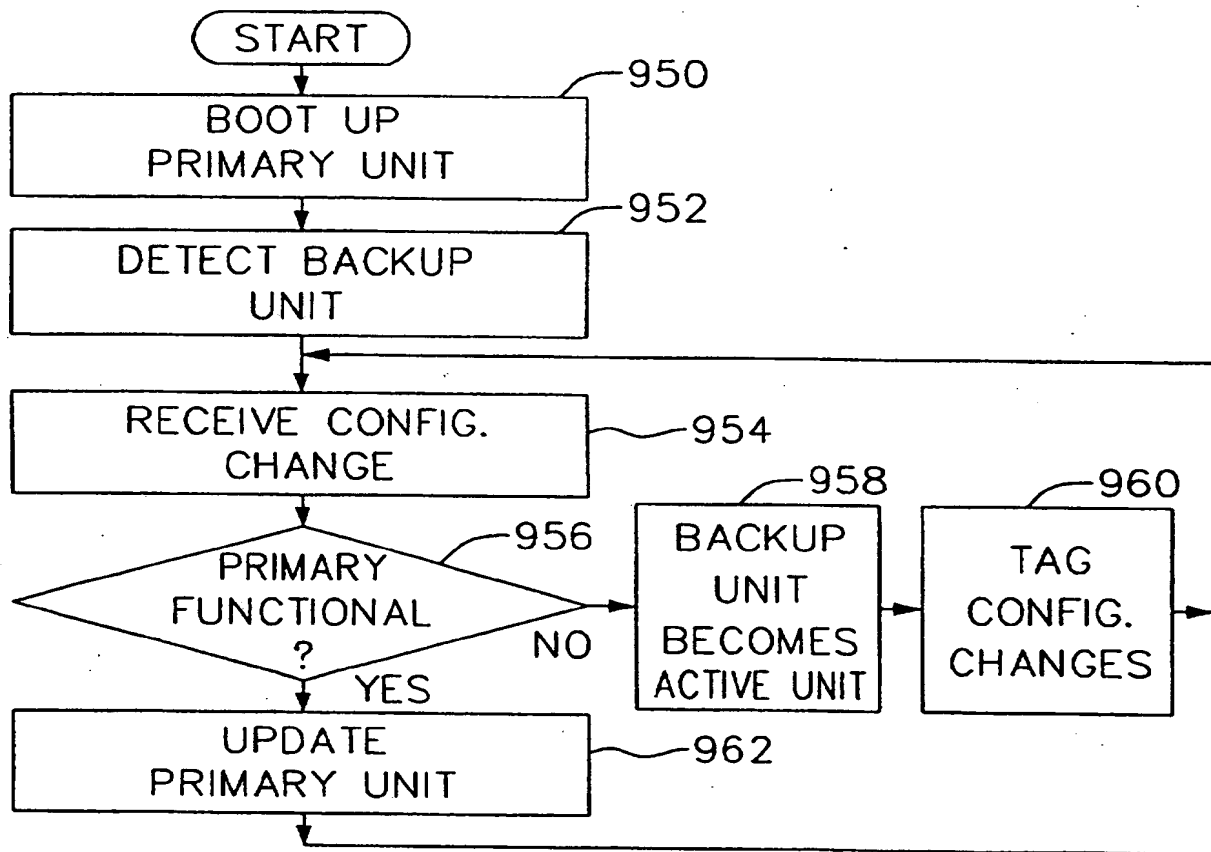 START
950
BOOT UP
PRIMARY UNIT
952
DETECT BACKUP
UNIT
RECEIVE CONFIG.
CHANGE
954
956
PRIMARY
FUNCTIONAL
?
NO
YES
958
BACKUP
UNIT
BECOMES
ACTIVE UNIT
960
TAG
CONFIG.
CHANGES
UPDATE
PRIMARY UNIT
962